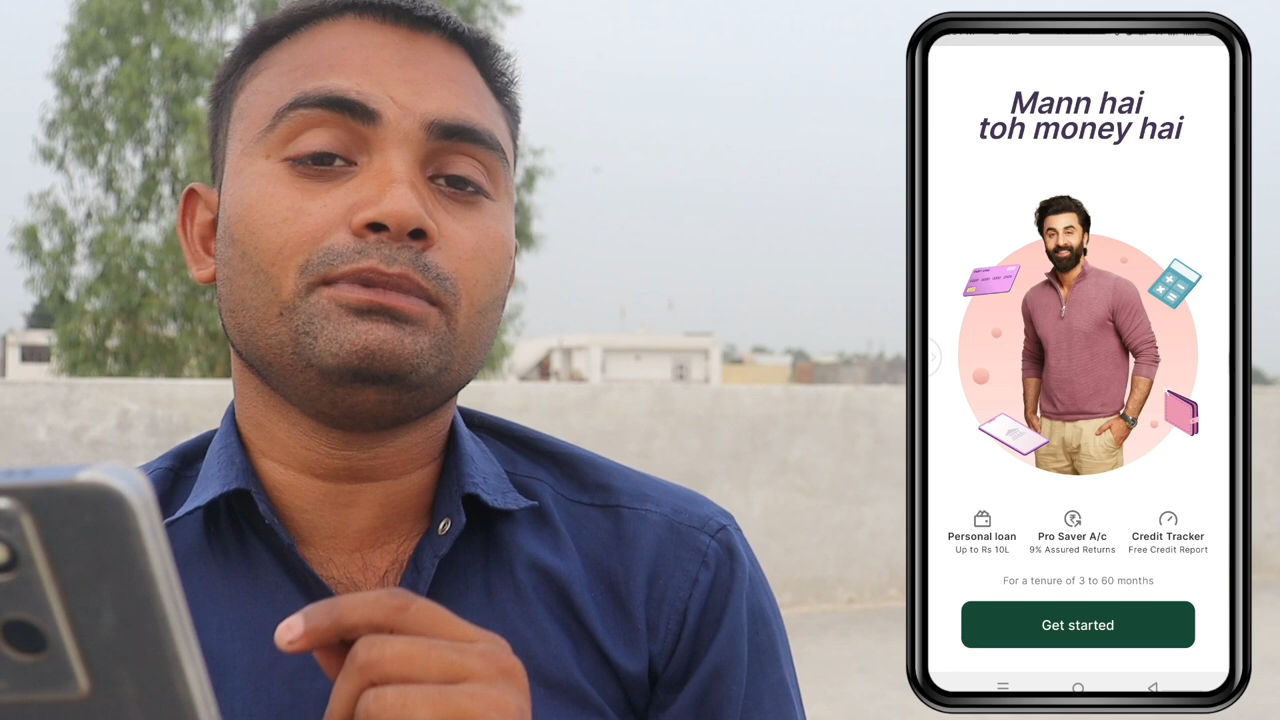 Mann hai
toh money hai
Personal loan
Up to Rs 10L
Pro Saver A/c
9% Assured Returns
Credit Tracker
Free Credit Report
For a tenure of 3 to 60 months
Get started